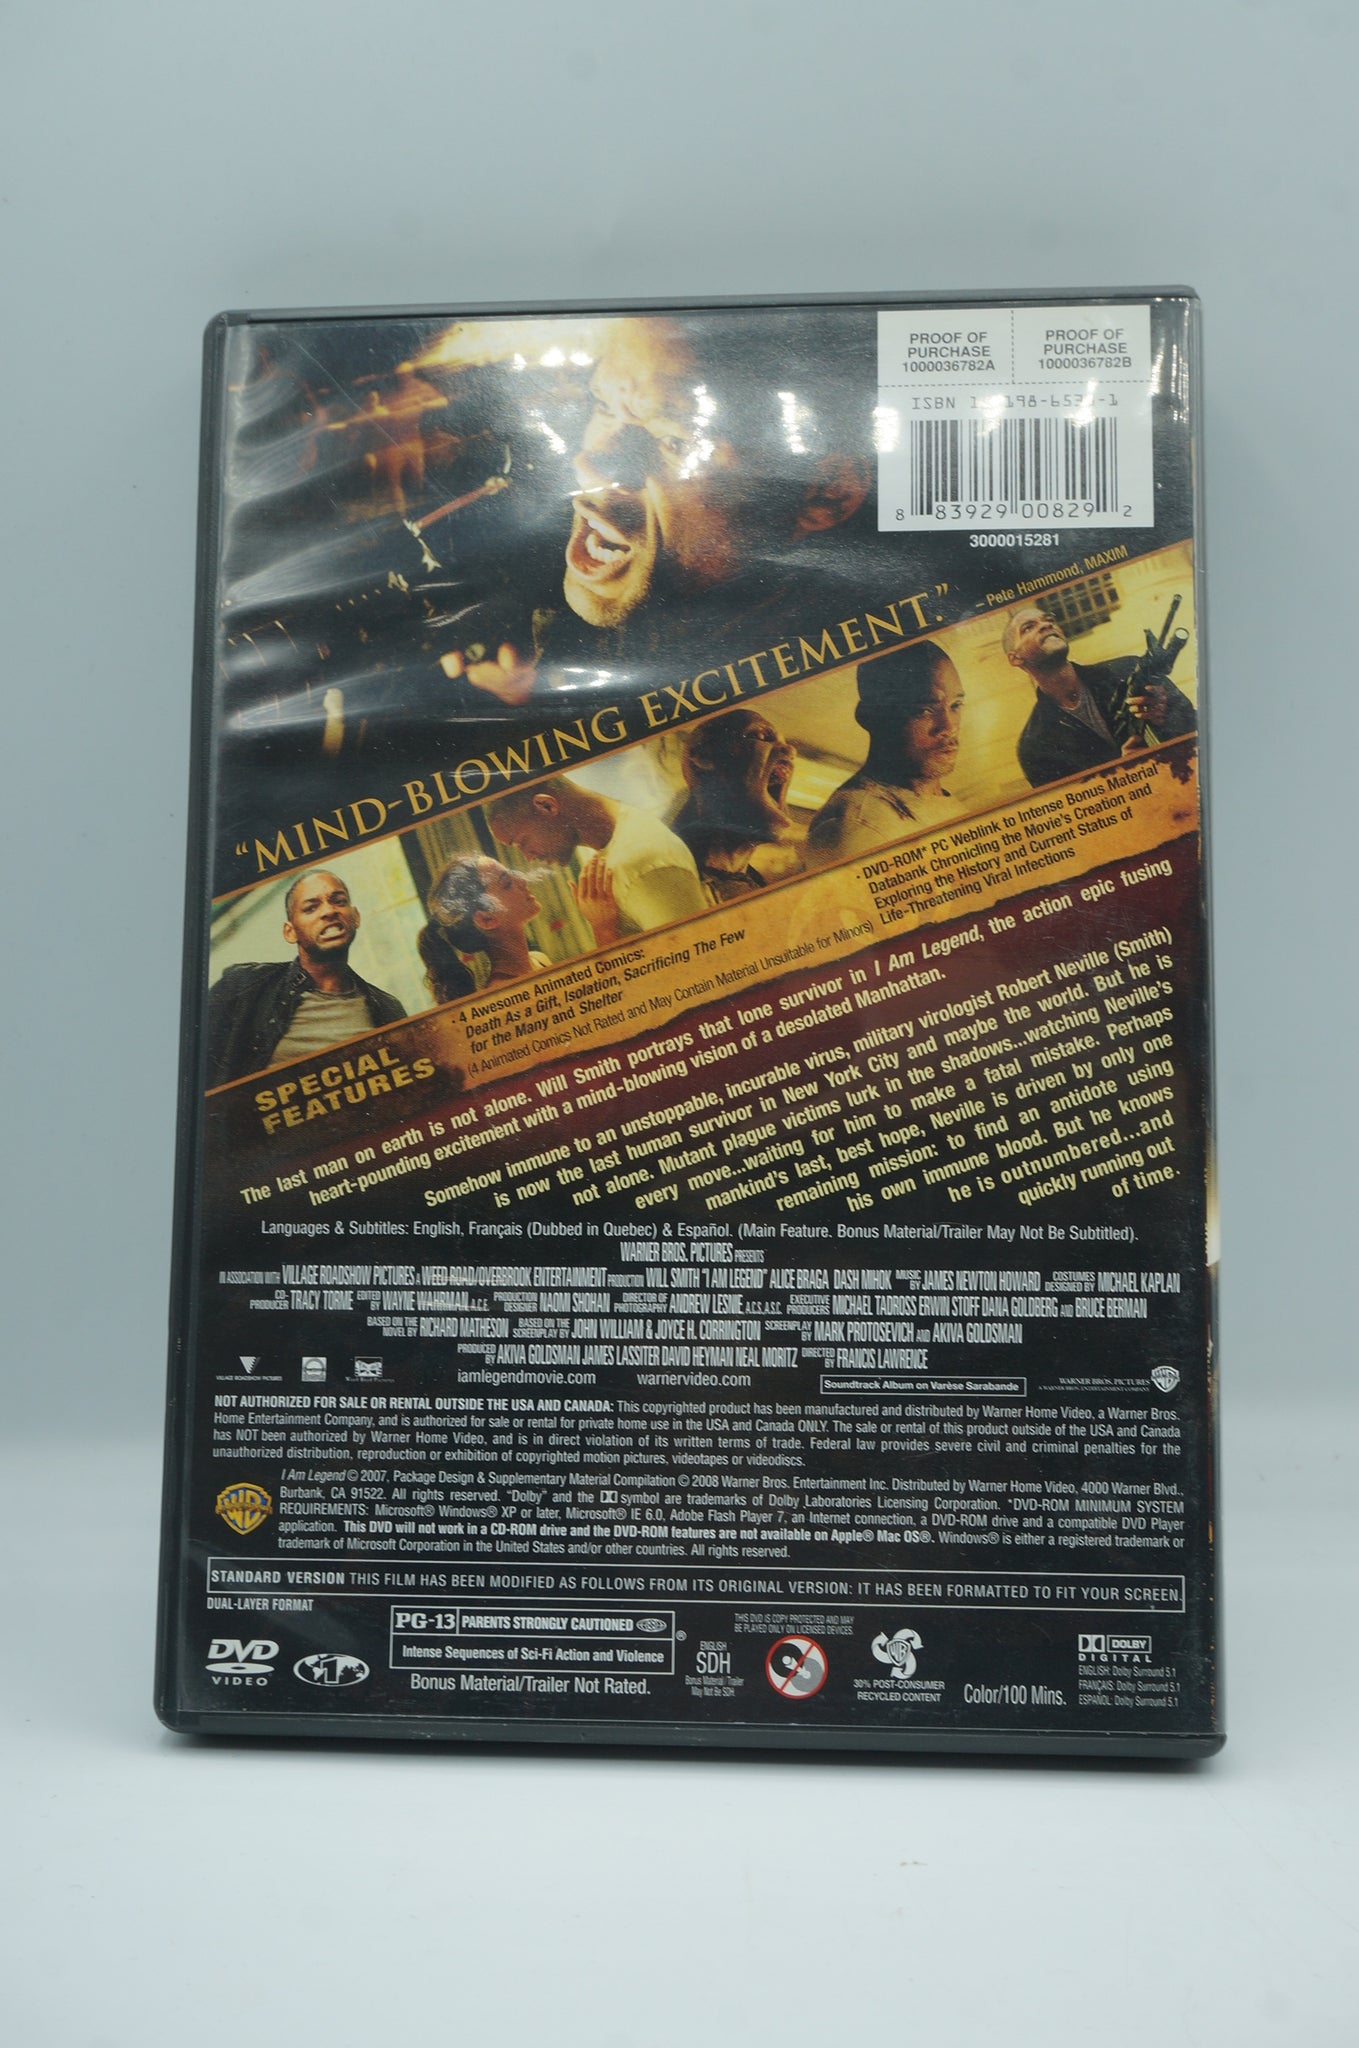 PROOF OF
PURCHASE
1000036782A
PROOF OF
PURCHASE
1000036782B
ISBN
8 83929 00829 2
3000015281
"MIND-BLOWING EXCITEMENT."
– Pete Hammond, MAXIM
SPECIAL
FEATURES
· 4 Awesome Animated Comics:
Death As a Gift, Isolation, Sacrificing The Few
for the Many and Shelter
(4 Animated Comics Not Rated and May Contain Material Unsuitable for Minors)
· DVD-ROM* PC Weblink to Intense Bonus Material
Databank Chronicling the Movie's Creation and
Exploring the History and Current Status of
Life-Threatening Viral Infections
The last man on earth is not alone. Will Smith portrays that lone survivor in I Am Legend, the action epic fusing
heart-pounding excitement with a mind-blowing vision of a desolated Manhattan.
Somehow immune to an unstoppable, incurable virus, military virologist Robert Neville (Smith)
is now the last human survivor in New York City and maybe the world. But he is
not alone. Mutant plague victims lurk in the shadows...watching Neville's
every move...waiting for him to make a fatal mistake. Perhaps
mankind's last, best hope, Neville is driven by only one
remaining mission: to find an antidote using
his own immune blood. But he knows
he is outnumbered...and
quickly running out
of time.
Languages & Subtitles: English, Français (Dubbed in Quebec) & Español. (Main Feature. Bonus Material/Trailer May Not Be Subtitled).
WARNER BROS. PICTURES PRESENTS
IN ASSOCIATION WITH VILLAGE ROADSHOW PICTURES A WEED ROAD/OVERBROOK ENTERTAINMENT PRODUCTION WILL SMITH "I AM LEGEND" ALICE BRAGA DASH MIHOK MUSIC BY JAMES NEWTON HOWARD COSTUMES DESIGNED BY MICHAEL KAPLAN
CO-PRODUCER TRACY TORME EDITED BY WAYNE WAHRMAN A.C.E. PRODUCTION DESIGNER NAOMI SHOHAN DIRECTOR OF PHOTOGRAPHY ANDREW LESNIE A.C.S., A.S.C. EXECUTIVE PRODUCERS MICHAEL TADROSS ERWIN STOFF DANA GOLDBERG AND BRUCE BERMAN
BASED ON THE NOVEL BY RICHARD MATHESON BASED ON THE SCREENPLAY BY JOHN WILLIAM & JOYCE H. CORRINGTON SCREENPLAY BY MARK PROTOSEVICH AND AKIVA GOLDSMAN
PRODUCED BY AKIVA GOLDSMAN JAMES LASSITER DAVID HEYMAN NEAL MORITZ DIRECTED BY FRANCIS LAWRENCE
VILLAGE ROADSHOW PICTURES
iamlegendmovie.com warnervideo.com
Soundtrack Album on Varèse Sarabande
WARNER BROS. PICTURES
A WARNER BROS. ENTERTAINMENT COMPANY
NOT AUTHORIZED FOR SALE OR RENTAL OUTSIDE THE USA AND CANADA: This copyrighted product has been manufactured and distributed by Warner Home Video, a Warner Bros.
Home Entertainment Company, and is authorized for sale or rental for private home use in the USA and Canada ONLY. The sale or rental of this product outside of the USA and Canada
has NOT been authorized by Warner Home Video, and is in direct violation of its written terms of trade. Federal law provides severe civil and criminal penalties for the
unauthorized distribution, reproduction or exhibition of copyrighted motion pictures, videotapes or videodiscs.
I Am Legend © 2007, Package Design & Supplementary Material Compilation © 2008 Warner Bros. Entertainment Inc. Distributed by Warner Home Video, 4000 Warner Blvd.,
Burbank, CA 91522. All rights reserved. "Dolby" and the symbol are trademarks of Dolby Laboratories Licensing Corporation. *DVD-ROM MINIMUM SYSTEM
REQUIREMENTS: Microsoft® Windows® XP or later, Microsoft® IE 6.0, Adobe Flash Player 7, an Internet connection, a DVD-ROM drive and a compatible DVD Player
application. This DVD will not work in a CD-ROM drive and the DVD-ROM features are not available on Apple® Mac OS®. Windows® is either a registered trademark or
trademark of Microsoft Corporation in the United States and/or other countries. All rights reserved.
STANDARD VERSION THIS FILM HAS BEEN MODIFIED AS FOLLOWS FROM ITS ORIGINAL VERSION: IT HAS BEEN FORMATTED TO FIT YOUR SCREEN.
DUAL-LAYER FORMAT
DVD
VIDEO
1
PG-13 PARENTS STRONGLY CAUTIONED ®
Intense Sequences of Sci-Fi Action and Violence
Bonus Material/Trailer Not Rated.
ENGLISH
SDH
Bonus Material/Trailer
May Not Be SDH
THIS DVD IS COPY PROTECTED AND MAY
BE PLAYED ONLY ON LICENSED DEVICES.
30% POST-CONSUMER
RECYCLED CONTENT
Color/100 Mins.
DOLBY
DIGITAL
ENGLISH: Dolby Surround 5.1
FRANÇAIS: Dolby Surround 5.1
ESPAÑOL: Dolby Surround 5.1